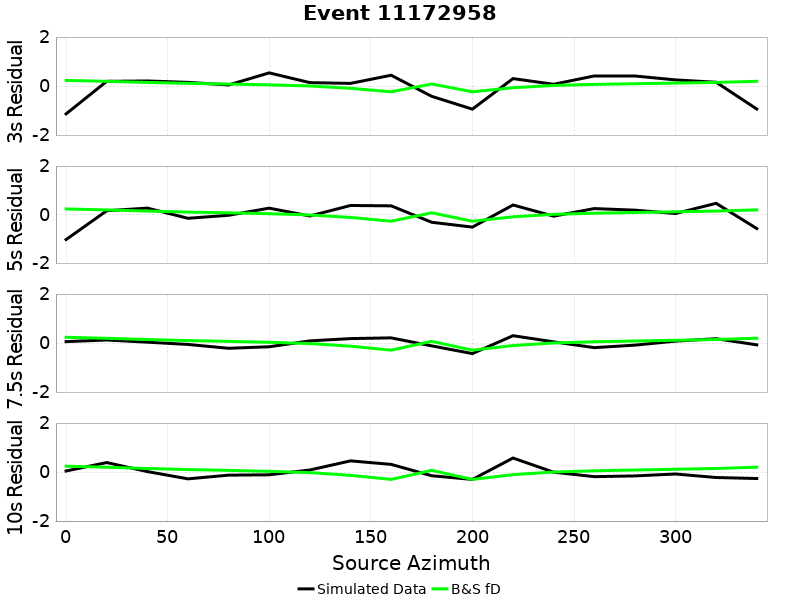 Event 11172958
3s Residual
2
0
-2
5s Residual
2
0
-2
7.5s Residual
2
0
-2
10s Residual
2
0
-2
0 50 100 150 200 250 300
Source Azimuth
Simulated Data B&S fD